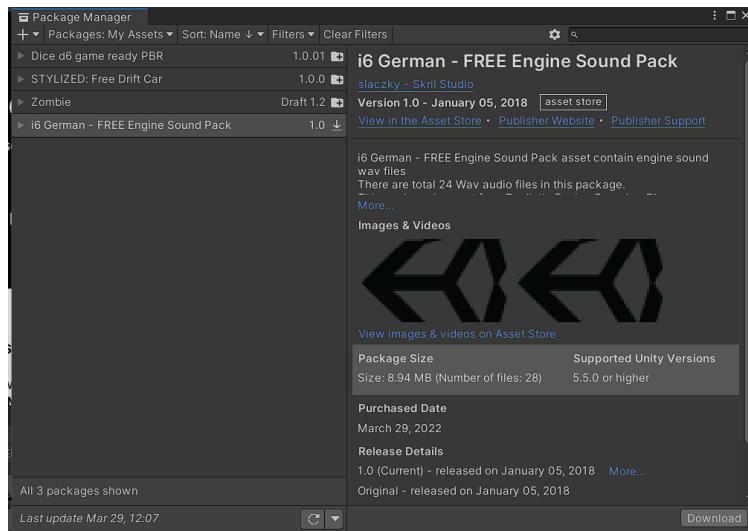 Package Manager
Packages: My Assets Sort: Name ↓ Filters Clear Filters
Dice d6 game ready PBR 1.0.01
STYLIZED: Free Drift Car 1.0.0
Zombie Draft 1.2
i6 German - FREE Engine Sound Pack 1.0
All 3 packages shown
Last update Mar 29, 12:07
i6 German - FREE Engine Sound Pack
slaczky - Skril Studio
Version 1.0 - January 05, 2018 asset store
View in the Asset Store • Publisher Website • Publisher Support
i6 German - FREE Engine Sound Pack asset contain engine sound
wav files
There are total 24 Wav audio files in this package.
More...
Images & Videos
View images & videos on Asset Store
Package Size Supported Unity Versions
Size: 8.94 MB (Number of files: 28) 5.5.0 or higher
Purchased Date
March 29, 2022
Release Details
1.0 (Current) - released on January 05, 2018 More...
Original - released on January 05, 2018
Download